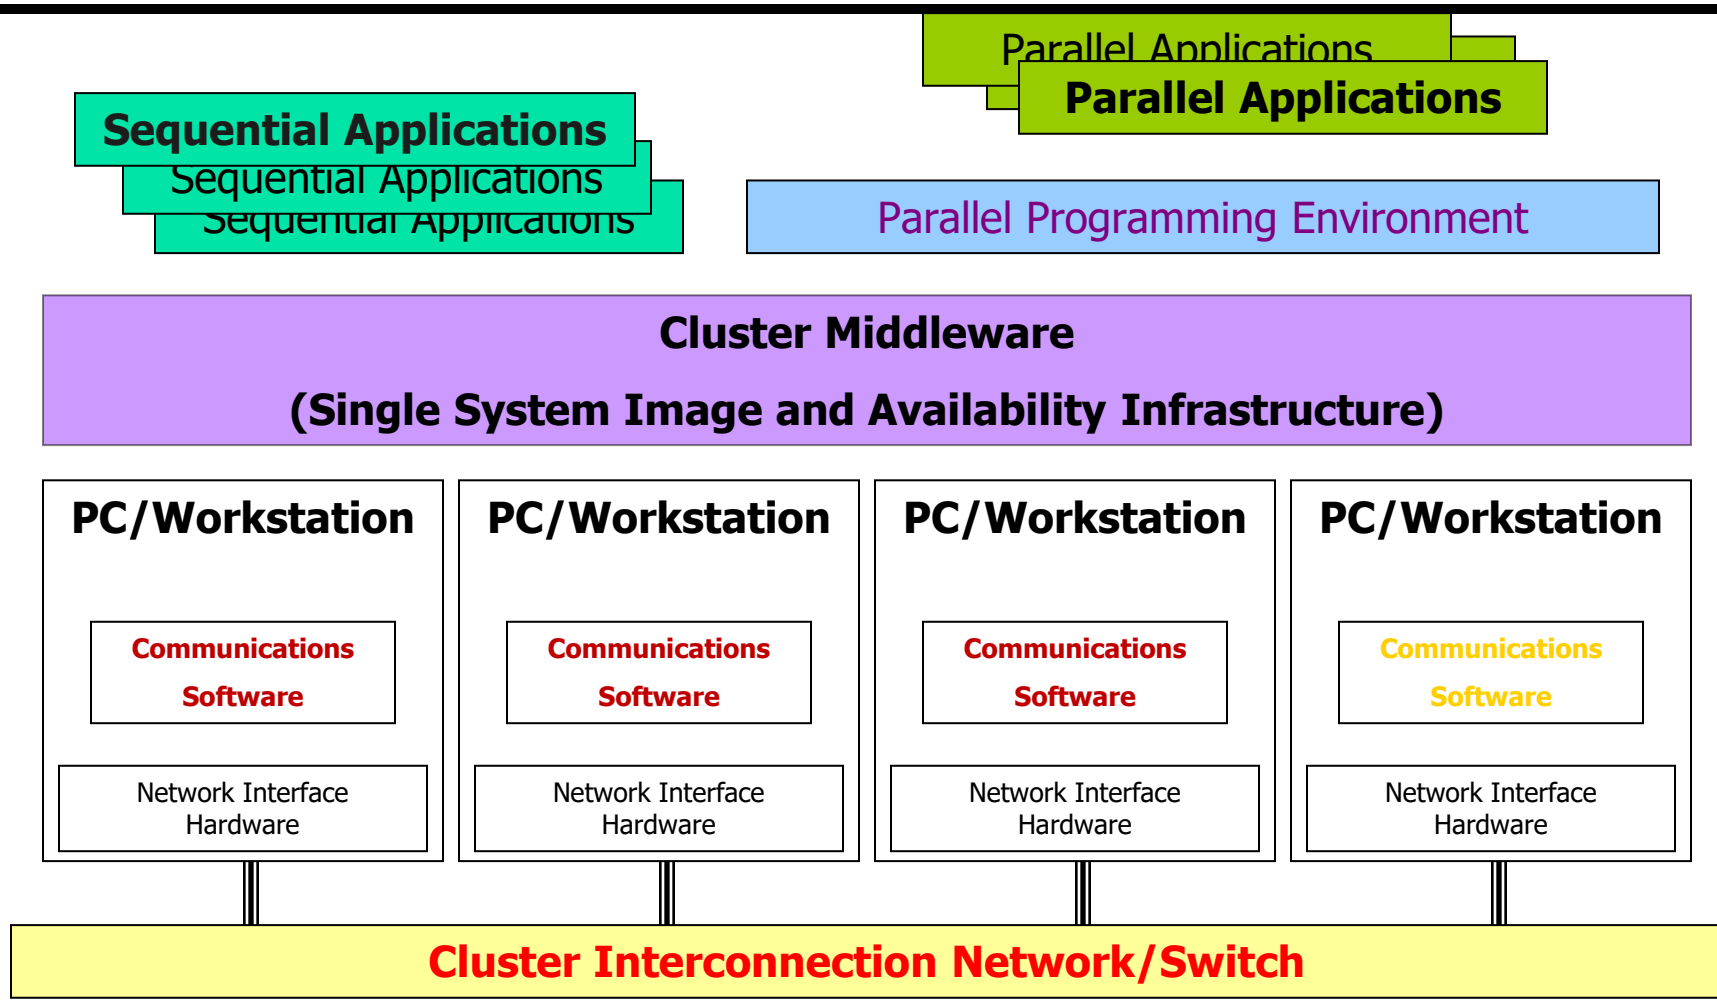 Parallel Applications
Parallel Applications
Sequential Applications
Sequential Applications
Sequential Applications
Parallel Programming Environment
Cluster Middleware
(Single System Image and Availability Infrastructure)
PC/Workstation
PC/Workstation
PC/Workstation
PC/Workstation
Communications
Software
Communications
Software
Communications
Software
Communications
Software
Network Interface
Hardware
Network Interface
Hardware
Network Interface
Hardware
Network Interface
Hardware
Cluster Interconnection Network/Switch